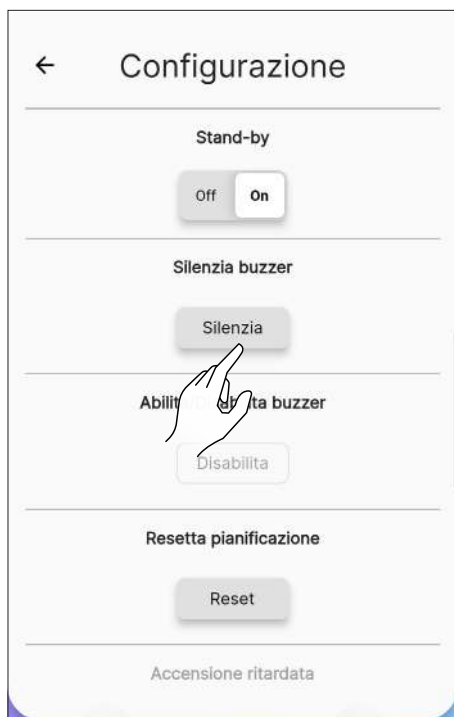 Configurazione
Stand-by
Off On
Silenzia buzzer
Silenzia
buzzer
Disabilita
Resetta pianificazione
Reset
Accensione ritardata